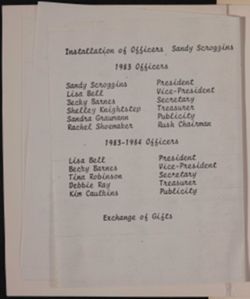 Installation of Officers Sandy Scroggins
1983 Officers
Sandy Scroggins President
Lisa Bell Vice-President
Becky Barnes Secretary
Shelley Knightstep Treasurer
Sandra Graumann Publicity
Rachel Shoemaker Rush Chairman
1983-1984 Officers
Lisa Bell President
Becky Barnes Vice-President
Tina Robinson Secretary
Debbie Ray Treasurer
Kim Caulkins Publicity
Exchange of Gifts